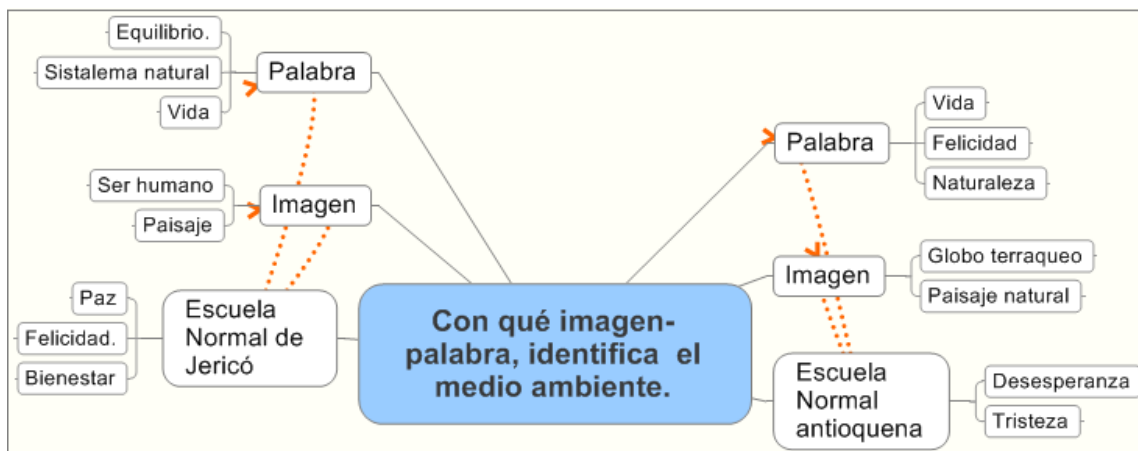 Equilibrio.
Sistalema natural
Vida
Palabra
Ser humano
Paisaje
Imagen
Paz
Felicidad.
Bienestar
Escuela
Normal de
Jericó
Con qué imagen-
palabra, identifica el
medio ambiente.
Palabra
Vida
Felicidad
Naturaleza
Imagen
Globo terraqueo
Paisaje natural
Escuela
Normal
antioquena
Desesperanza
Tristeza